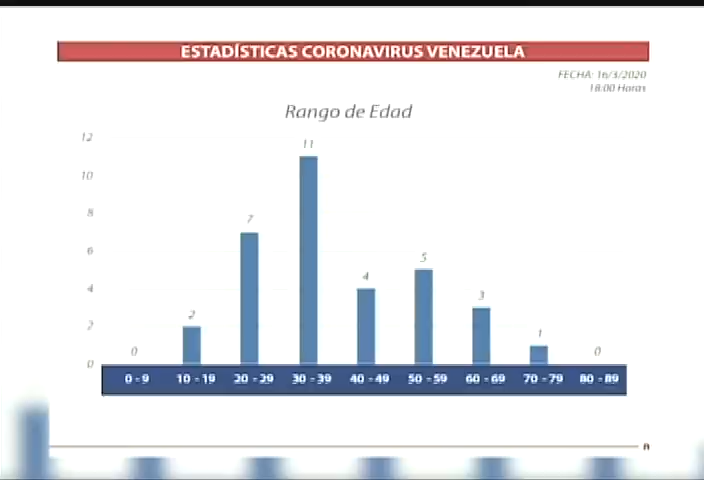 ESTADÍSTICAS CORONAVIRUS VENEZUELA
FECHA: 16/3/2020
18:00 Horas
Rango de Edad
12
10
8
6
4
2
0
0
2
7
11
4
5
3
1
0
0 - 9
10 - 19
20 - 29
30 - 39
40 - 49
50 - 59
60 - 69
70 - 79
80 - 89